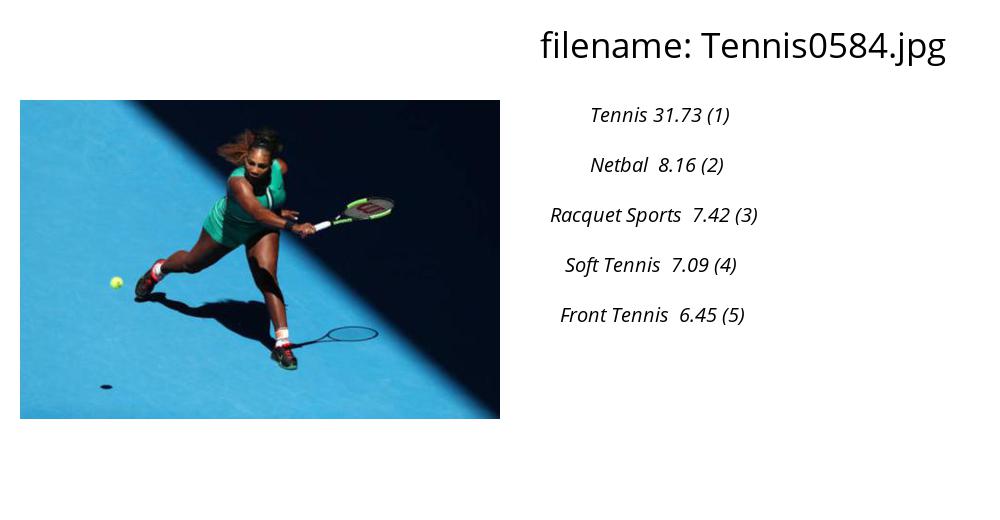 filename: Tennis0584.jpg
Tennis 31.73 (1)
Netbal 8.16 (2)
Racquet Sports 7.42 (3)
Soft Tennis 7.09 (4)
Front Tennis 6.45 (5)